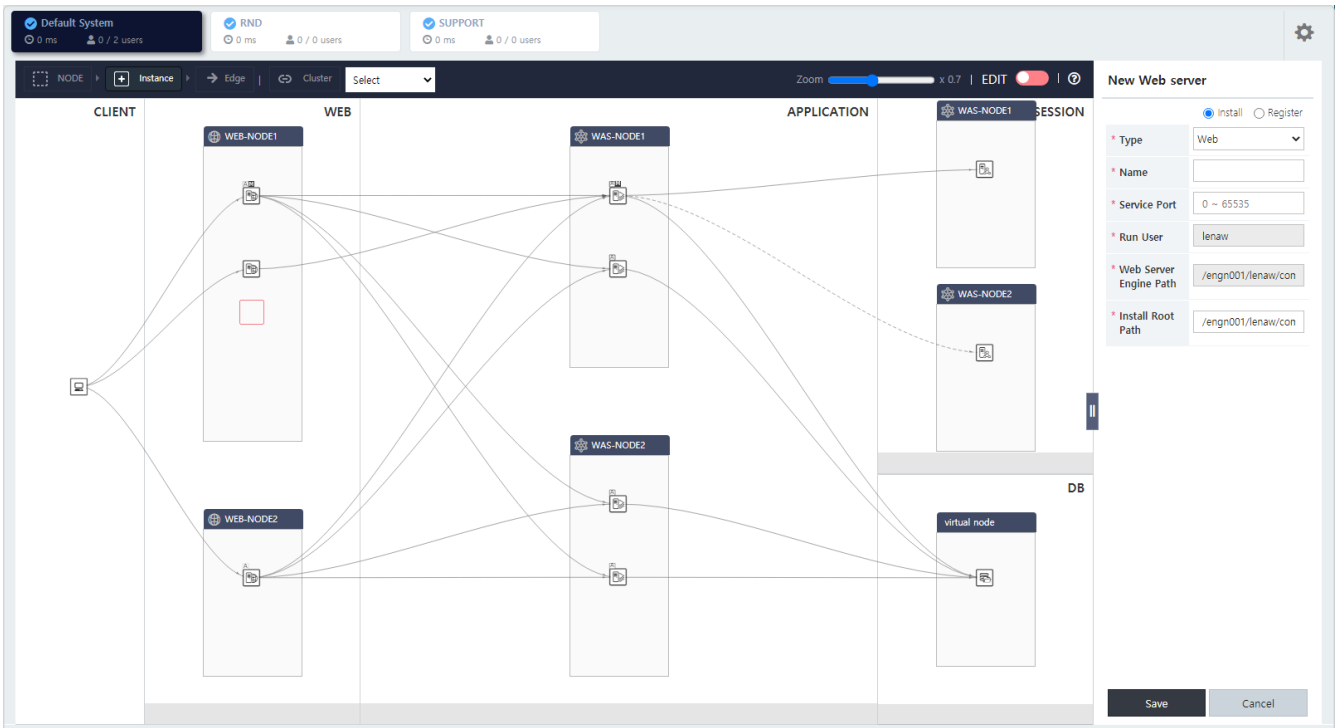 Default System
0 ms 0 / 2 users
RND
0 ms 0 / 0 users
SUPPORT
0 ms 0 / 0 users
NODE Instance Edge | Cluster Select
Zoom x 0.7 | EDIT |
CLIENT
WEB
APPLICATION
SESSION
WEB-NODE1
WAS-NODE1
WAS-NODE1
WAS-NODE2
WAS-NODE2
WEB-NODE2
DB
virtual node
New Web server
Install Register
* Type Web
* Name
* Service Port 0 ~ 65535
* Run User lenaw
* Web Server
Engine Path /engn001/lenaw/con
* Install Root
Path /engn001/lenaw/con
Save Cancel